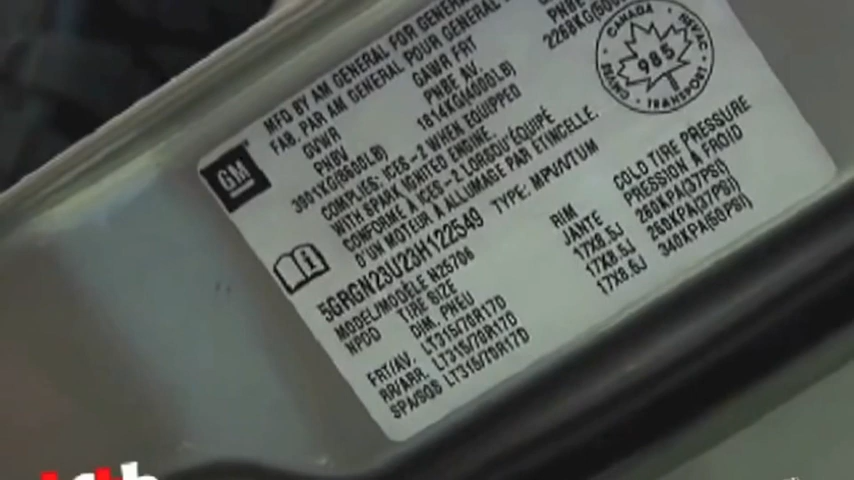 MFD BY AM GENERAL FOR GENERAL
FAB. PAR AM GENERAL POUR GENERAL
GVWR GAWR FRT
PNBV PNBE AV. PNBE
3901KG(8600LB) 1814KG(4000LB)
COMPLIES: ICES-2 WHEN EQUIPPED
WITH SPARK IGNITED ENGINE.
CONFORME À ICES-2 LORSQU'ÉQUIPÉ
D'UN MOTEUR À ALLUMAGE PAR ÉTINCELLE.
5GRGN23U23H122549 TYPE: MPV/VTUM
MODEL/MODÈLE N25706
NPOD TIRE SIZE RIM COLD TIRE PRESSURE
DIM. PNEU JANTE PRESSION À FROID
FRT/AV. LT315/70R17D 17X8.5J 260KPA(37PSI)
RR/ARR. LT315/70R17D 17X8.5J 260KPA(37PSI)
SPA/SQS LT315/70R17D 17X8.5J 340KPA(50PSI)
GM
CANADA
985
TRANSPORT